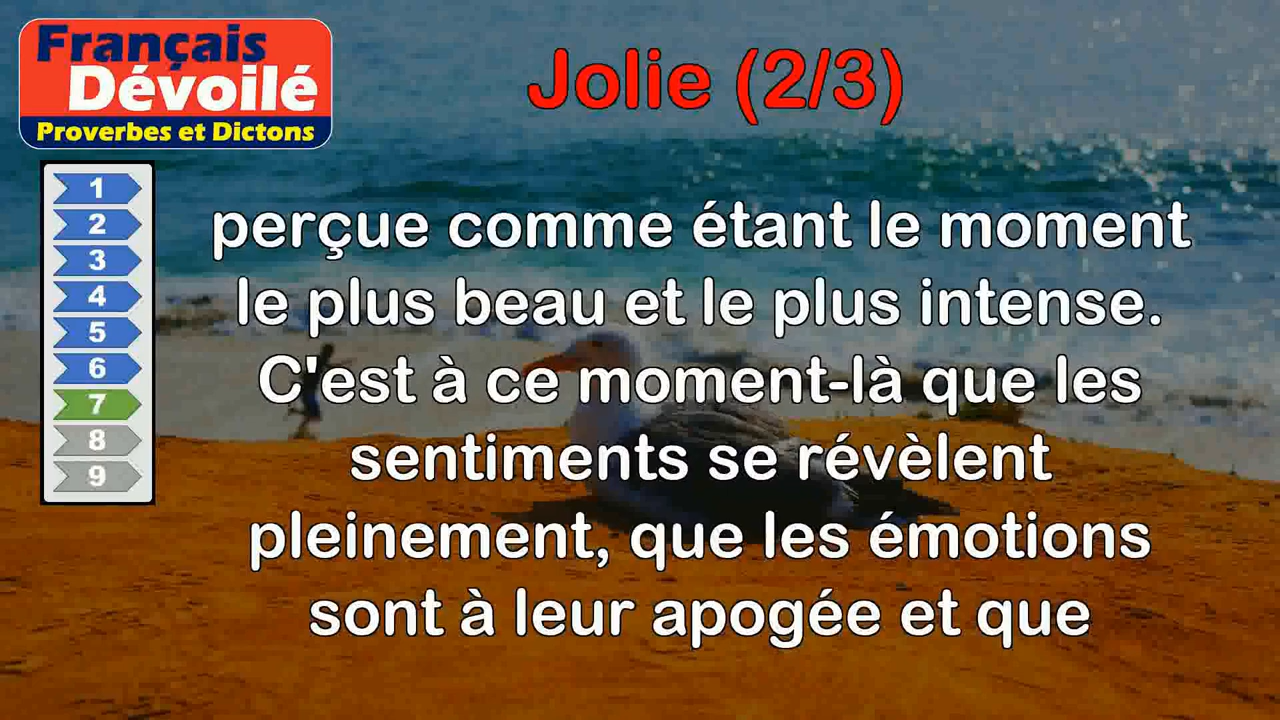 Français
Dévoilé
Proverbes et Dictons
Jolie (2/3)
1
2
3
4
5
6
7
8
9
perçue comme étant le moment
le plus beau et le plus intense.
C'est à ce moment-là que les
sentiments se révèlent
pleinement, que les émotions
sont à leur apogée et que